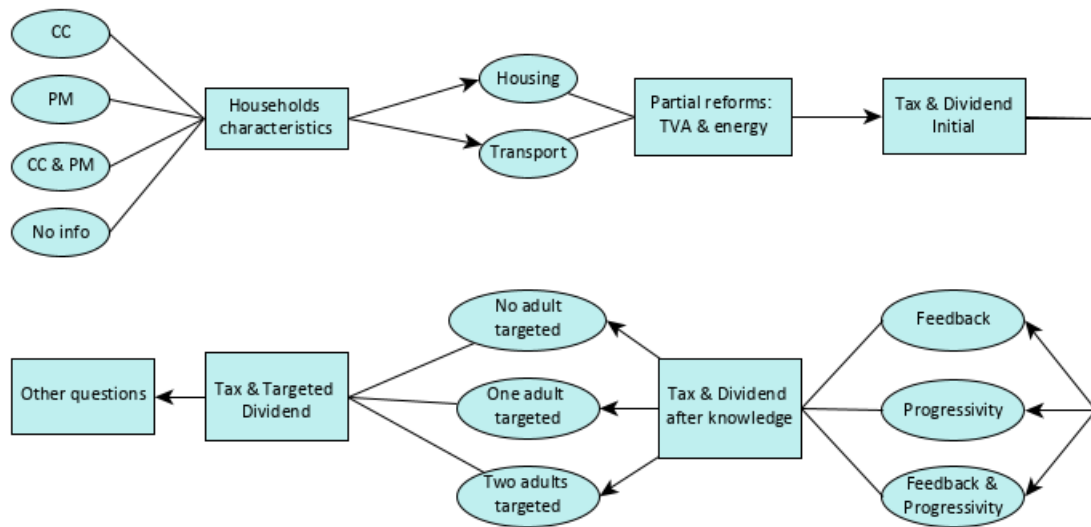 CC
PM
CC & PM
No info
Households
characteristics
Housing
Transport
Partial reforms:
TVA & energy
Tax & Dividend
Initial
Other questions
Tax & Targeted
Dividend
No adult
targeted
One adult
targeted
Two adults
targeted
Tax & Dividend
after knowledge
Feedback
Progressivity
Feedback &
Progressivity